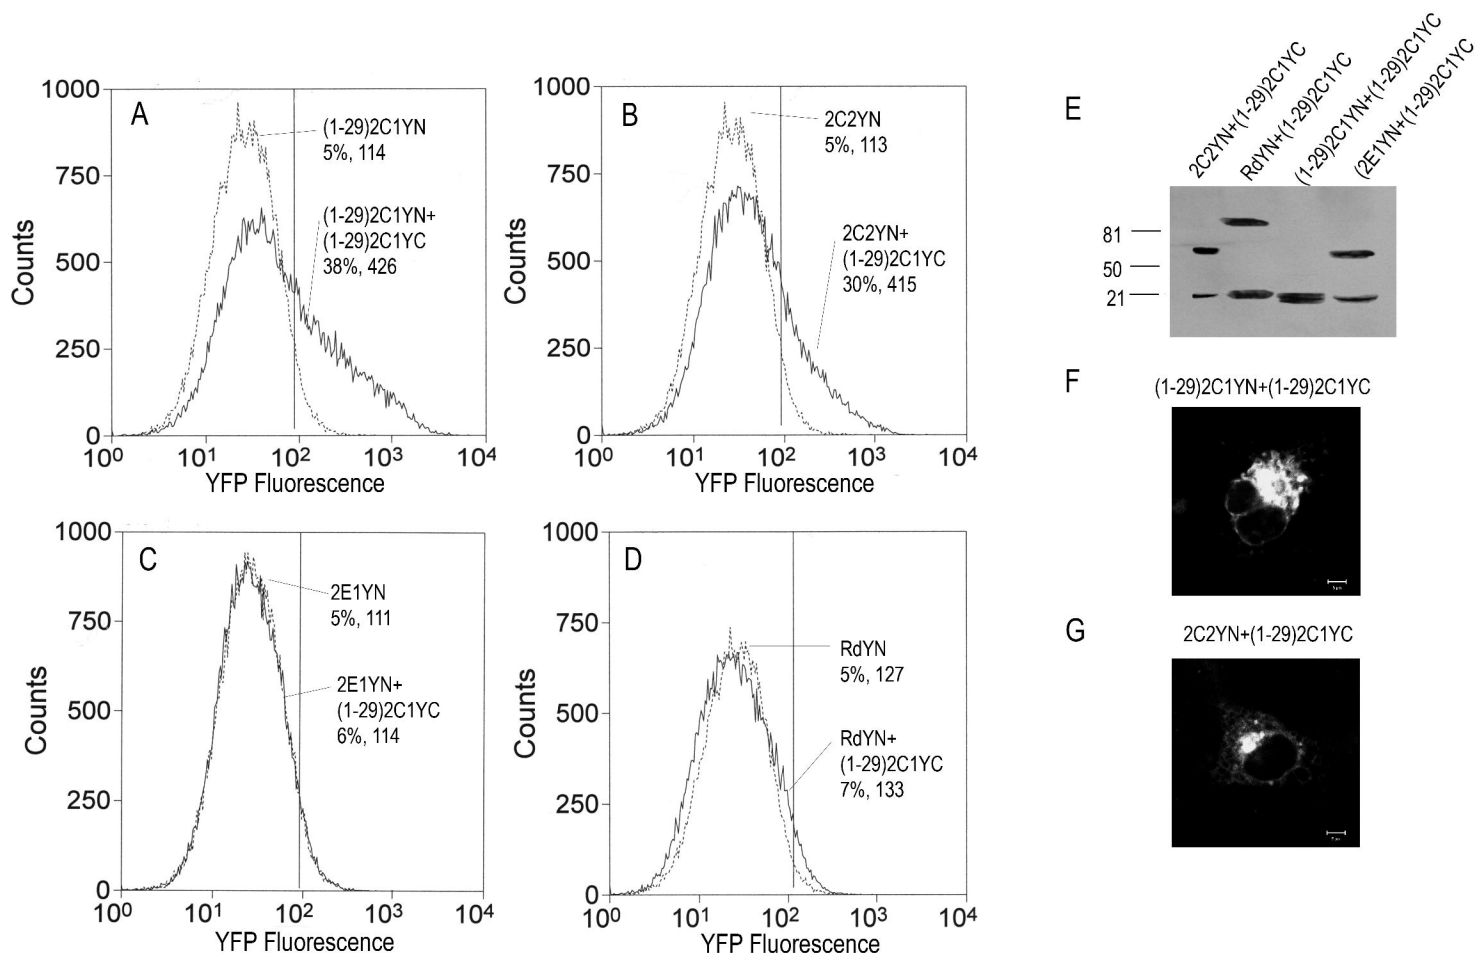 A
1000
750
500
250
0
Counts
(1-29)2C1YN
5%, 114
(1-29)2C1YN+
(1-29)2C1YC
38%, 426
10⁰ 10¹ 10² 10³ 10⁴
YFP Fluorescence
B
1000
750
500
250
0
Counts
2C2YN
5%, 113
2C2YN+
(1-29)2C1YC
30%, 415
10⁰ 10¹ 10² 10³ 10⁴
YFP Fluorescence
C
1000
750
500
250
0
Counts
2E1YN
5%, 111
2E1YN+
(1-29)2C1YC
6%, 114
10⁰ 10¹ 10² 10³ 10⁴
YFP Fluorescence
D
1000
750
500
250
0
Counts
RdYN
5%, 127
RdYN+
(1-29)2C1YC
7%, 133
10⁰ 10¹ 10² 10³ 10⁴
YFP Fluorescence
E
2C2YN+(1-29)2C1YC
RdYN+(1-29)2C1YC
(1-29)2C1YN+(1-29)2C1YC
(2E1YN+(1-29)2C1YC
81
50
21
F
(1-29)2C1YN+(1-29)2C1YC
G
2C2YN+(1-29)2C1YC